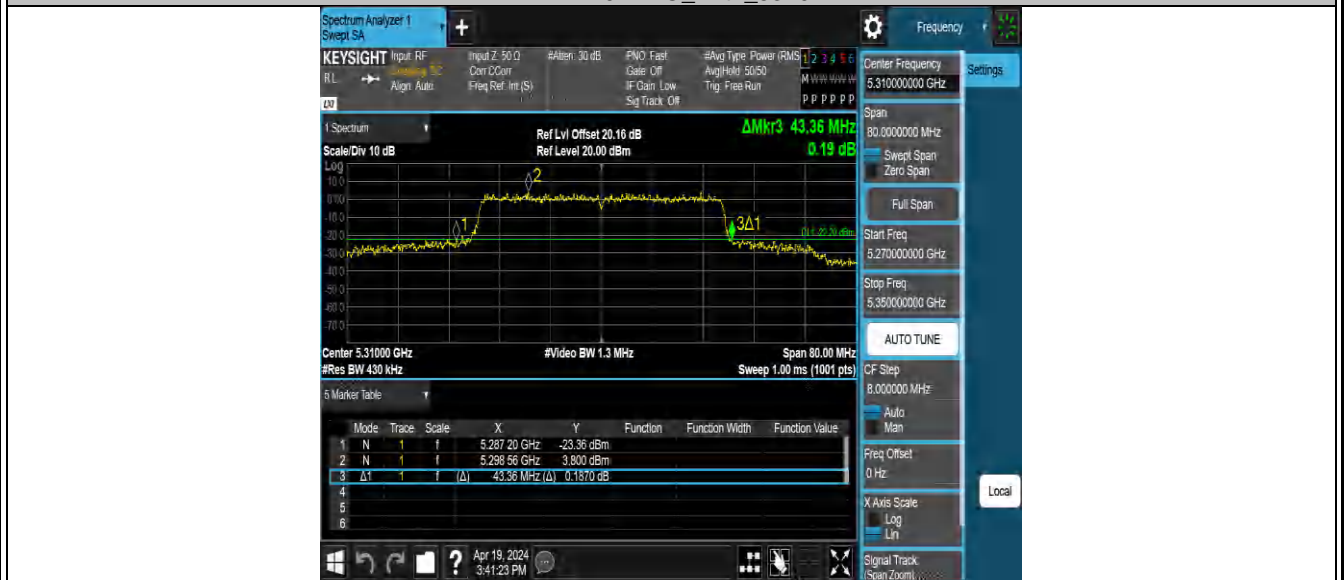 Spectrum Analyzer 1
Swept SA
+
Frequency
KEYSIGHT Input: RF Input Z: 50 Ω #Atten: 30 dB PNO: Fast #Avg Type: Power (RMS 1 2 3 4 5 6
RL Corr CCorr Gate: Off Avg|Hold: 50/50 M W W W W W
Align: Auto Freq Ref: Int (S) IF Gain: Low Trig: Free Run
LXI Sig Track: Off P P P P P P
Center Frequency
5.310000000 GHz
Settings
Span
80.0000000 MHz
Swept Span
Zero Span
Full Span
Start Freq
5.270000000 GHz
Stop Freq
5.350000000 GHz
AUTO TUNE
CF Step
8.000000 MHz
Auto
Man
Freq Offset
0 Hz
X Axis Scale
Log
Lin
Signal Track
(Span Zoom)
Local
1 Spectrum
Scale/Div 10 dB
Ref Lvl Offset 20.16 dB
Ref Level 20.00 dBm
ΔMkr3 43.36 MHz
0.19 dB
Log
10.0
0.00
-10.0
-20.0
-30.0
-40.0
-50.0
-60.0
-70.0
1
2
3Δ1
Center 5.31000 GHz #Video BW 1.3 MHz Span 80.00 MHz
#Res BW 430 kHz Sweep 1.00 ms (1001 pts)
5 Marker Table
Mode Trace Scale X Y Function Function Width Function Value
1 N 1 f 5.287 20 GHz -23.36 dBm
2 N 1 f 5.298 56 GHz 3.800 dBm
3 Δ1 1 f (Δ) 43.36 MHz (Δ) 0.1870 dB
4
5
6
?
Apr 19, 2024
3:41:23 PM